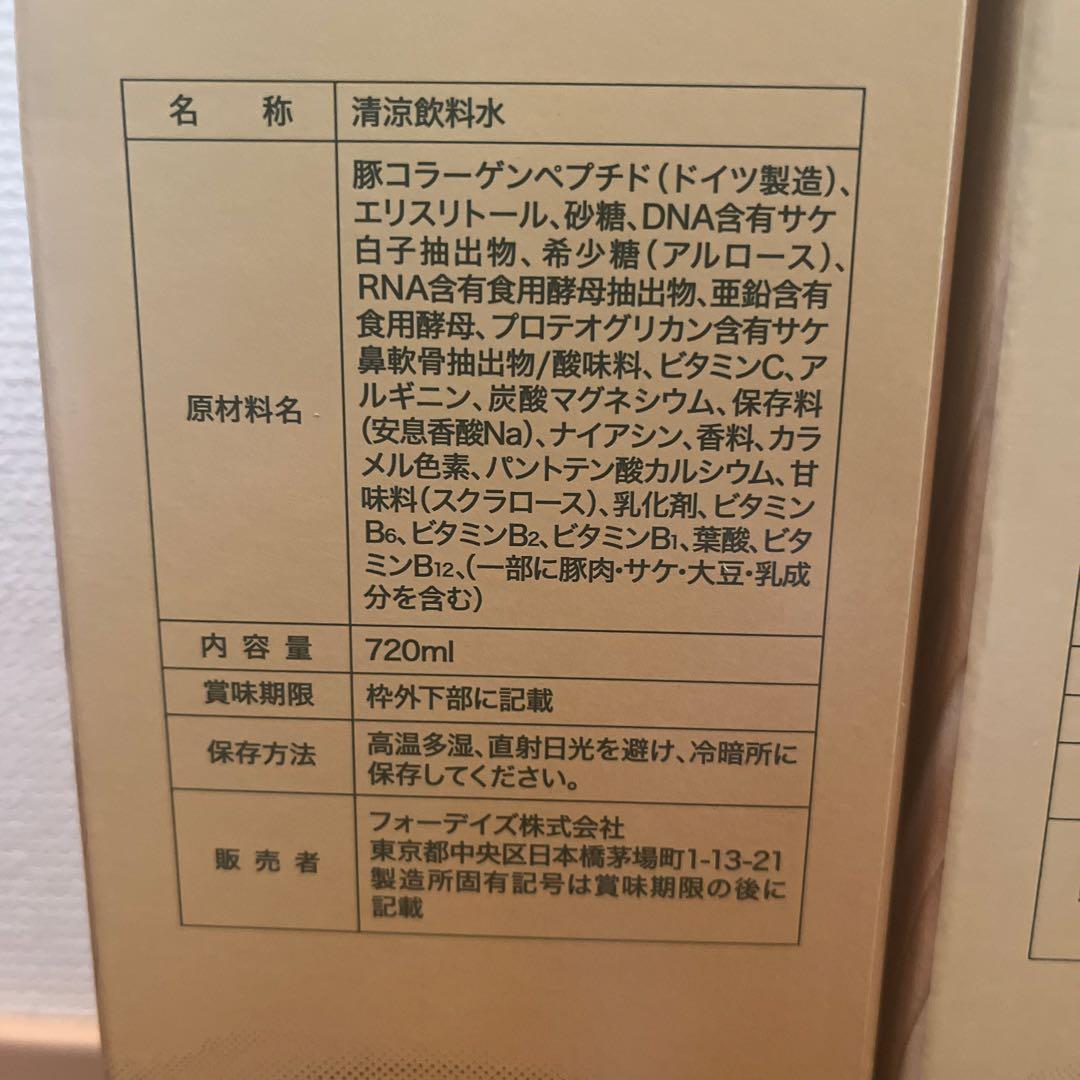 名 称 清涼飲料水
原材料名
豚コラーゲンペプチド(ドイツ製造)、
エリスリトール、砂糖、DNA含有サケ
白子抽出物、希少糖(アルロース)、
RNA含有食用酵母抽出物、亜鉛含有
食用酵母、プロテオグリカン含有サケ
鼻軟骨抽出物/酸味料、ビタミンC、ア
ルギニン、炭酸マグネシウム、保存料
(安息香酸Na)、ナイアシン、香料、カラ
メル色素、パントテン酸カルシウム、甘
味料(スクラロース)、乳化剤、ビタミン
B6、ビタミンB2、ビタミンB1、葉酸、ビタ
ミンB12、(一部に豚肉・サケ・大豆・乳成
分を含む)
内容量 720ml
賞味期限 枠外下部に記載
保存方法
高温多湿、直射日光を避け、冷暗所に
保存してください。
販売者
フォーデイズ株式会社
東京都中央区日本橋茅場町1-13-21
製造所固有記号は賞味期限の後に
記載